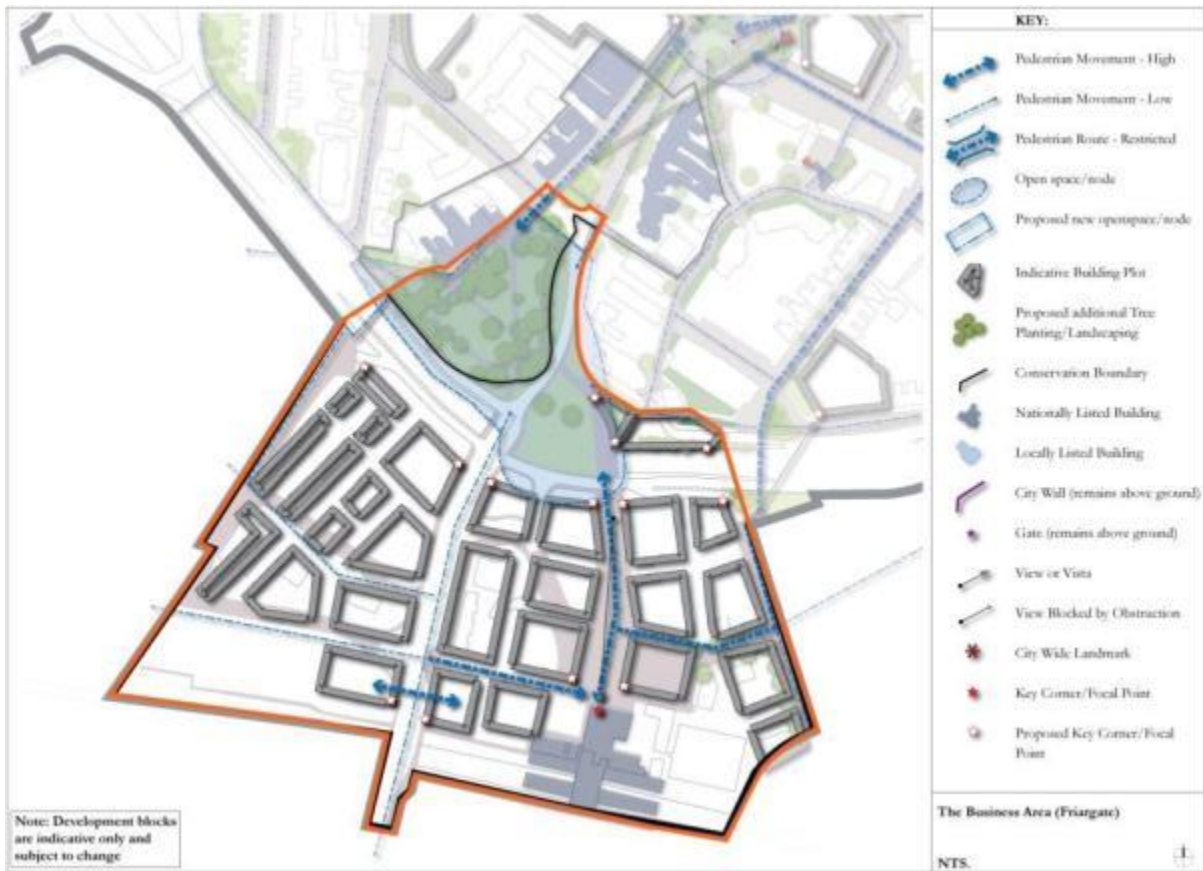 KEY:
Pedestrian Movement - High
Pedestrian Movement - Low
Pedestrian Route - Restricted
Open space/node
Proposed new openspace/node
Indicative Building Plot
Proposed additional Tree
Planting/Landscaping
Conservation Boundary
Nationally Listed Building
Locally Listed Building
City Wall (remains above ground)
Gate (remains above ground)
View or Vista
View Blocked by Obstruction
City Wide Landmark
Key Corner/Focal Point
Proposed Key Corner/Focal
Point
The Business Area (Friargate)
NTS.
Note: Development blocks
are indicative only and
subject to change